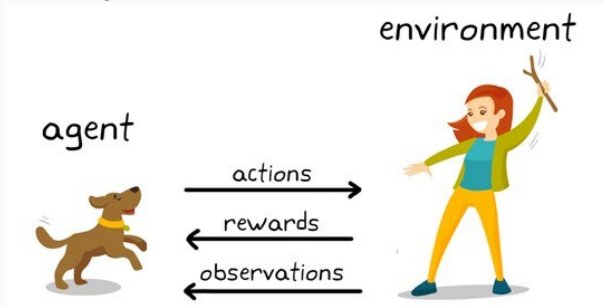 environment
agent
actions
rewards
observations